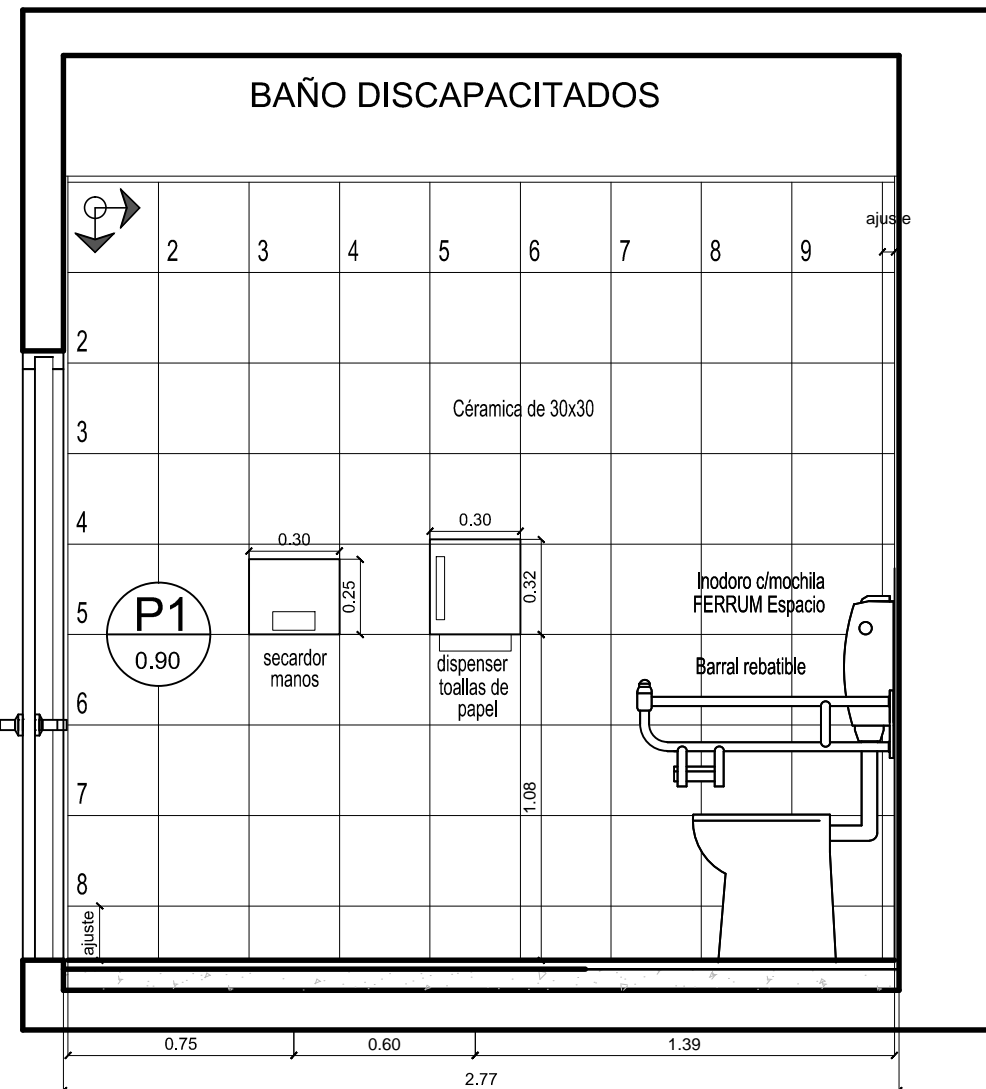 BAÑO DISCAPACITADOS
ajuste
2 3 4 5 6 7 8 9
2
3
Céramica de 30x30
4
0.30
0.30
0.25
0.32
5
P1
0.90
Inodoro c/mochila
FERRUM Espacio
secardor
manos
dispenser
toallas de
papel
Barral rebatible
6
7
1.08
8
ajuste
0.75 0.60 1.39
2.77